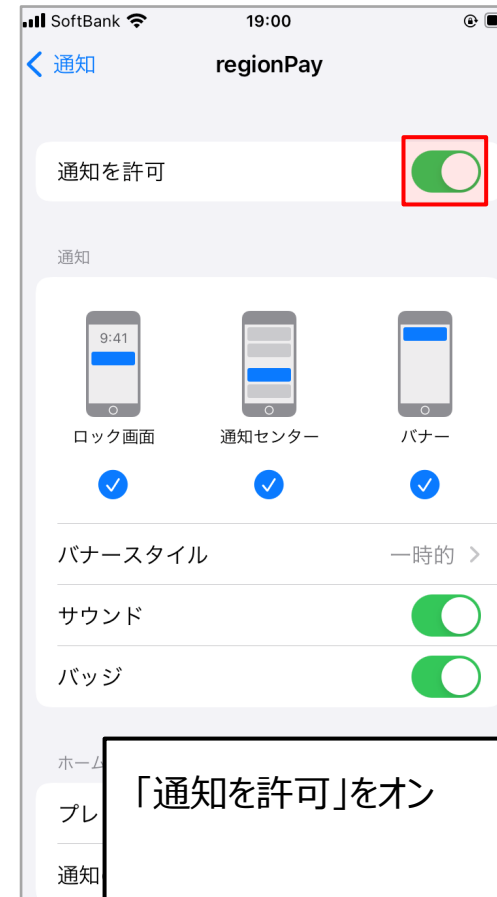 SoftBank 19:00
通知 regionPay
通知を許可
通知
9:41
ロック画面 通知センター バナー
バナースタイル 一時的
サウンド
バッジ
ホーム
プレ
「通知を許可」をオン
通知